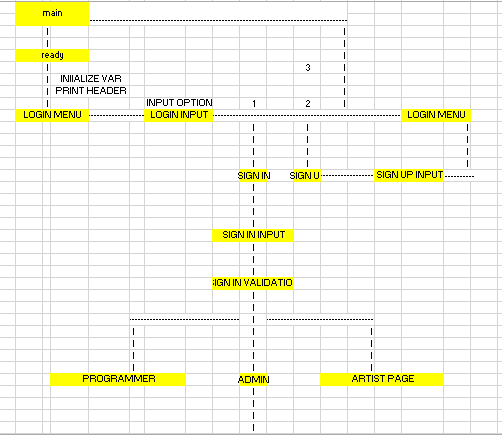 main
ready
3
INIIALIZE VAR
PRINT HEADER
INPUT OPTION 1 2
LOGIN MENU LOGIN INPUT LOGIN MENU
SIGN IN SIGN U SIGN UP INPUT
SIGN IN INPUT
SIGN IN VALIDATIO
PROGRAMMER ADMIN ARTIST PAGE